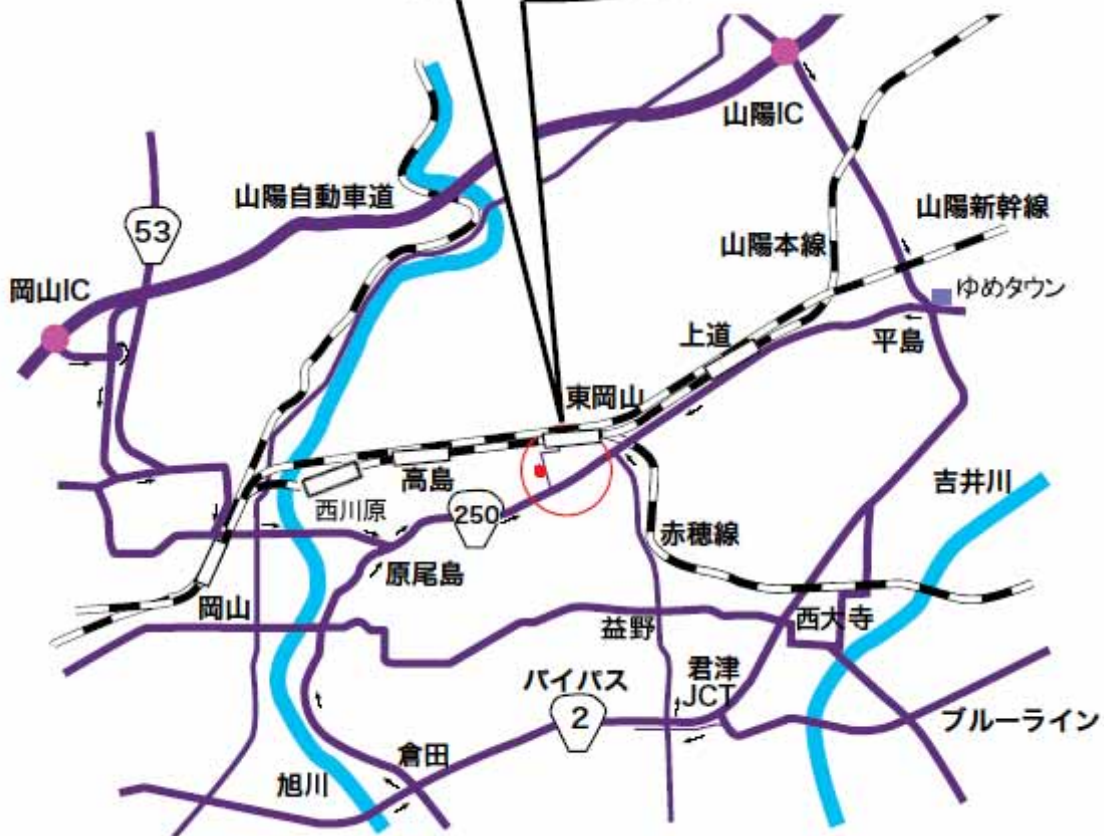 山陽IC
山陽自動車道
53
山陽新幹線
山陽本線
岡山IC
ゆめタウン
上道
平島
東岡山
高島
吉井川
西川原
250
赤穂線
原尾島
岡山
益野
西大寺
君津
JCT
バイパス
2
ブルーライン
倉田
旭川